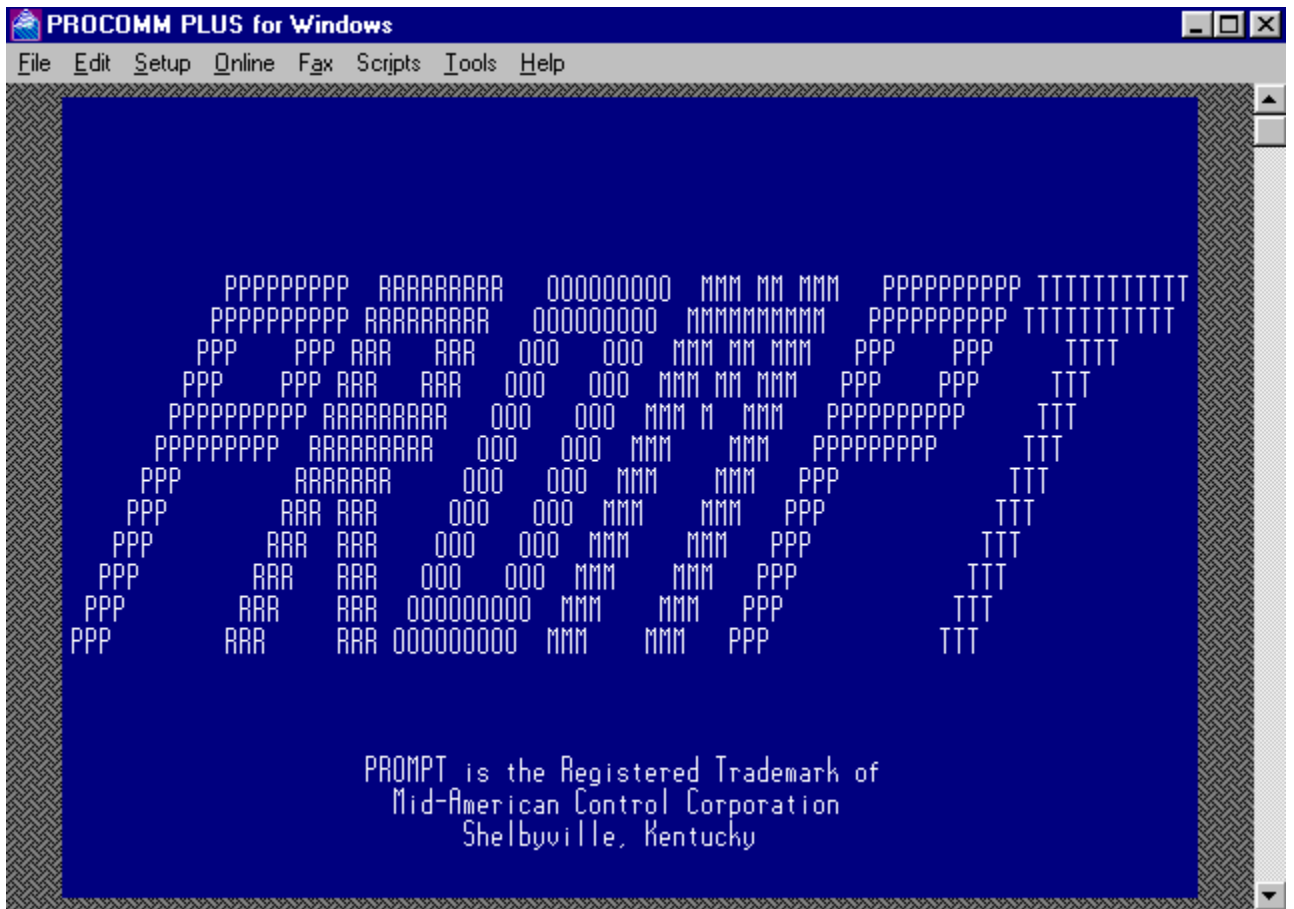 PROCOMM PLUS for Windows
File Edit Setup Online Fax Scripts Tools Help
           PPPPPPPPP  RRRRRRRRR   OOOOOOOOO  MMM MM MMM   PPPPPPPPPP TTTTTTTTTTT
          PPPPPPPPPP RRRRRRRRR   OOOOOOOOO  MMMMMMMMMM   PPPPPPPPPP TTTTTTTTTTT
         PPP    PPP RRR   RRR   OOO   OOO  MMM MM MMM   PPP    PPP     TTTT
        PPP    PPP RRR   RRR   OOO   OOO  MMM MM MMM   PPP    PPP     TTT
       PPPPPPPPPP RRRRRRRRR   OOO   OOO  MMM M  MMM   PPPPPPPPPP     TTT
      PPPPPPPPP  RRRRRRRRR   OOO   OOO  MMM    MMM   PPPPPPPPP      TTT
     PPP        RRRRRRR     OOO   OOO  MMM    MMM   PPP            TTT
    PPP        RRR RRR     OOO   OOO  MMM    MMM   PPP            TTT
   PPP        RRR  RRR    OOO   OOO  MMM    MMM   PPP            TTT
  PPP        RRR   RRR   OOO   OOO  MMM    MMM   PPP            TTT
 PPP        RRR    RRR  OOOOOOOOO  MMM    MMM   PPP            TTT
PPP        RRR     RRR OOOOOOOOO  MMM    MMM   PPP            TTT
PROMPT is the Registered Trademark of
Mid-American Control Corporation
Shelbyville, Kentucky